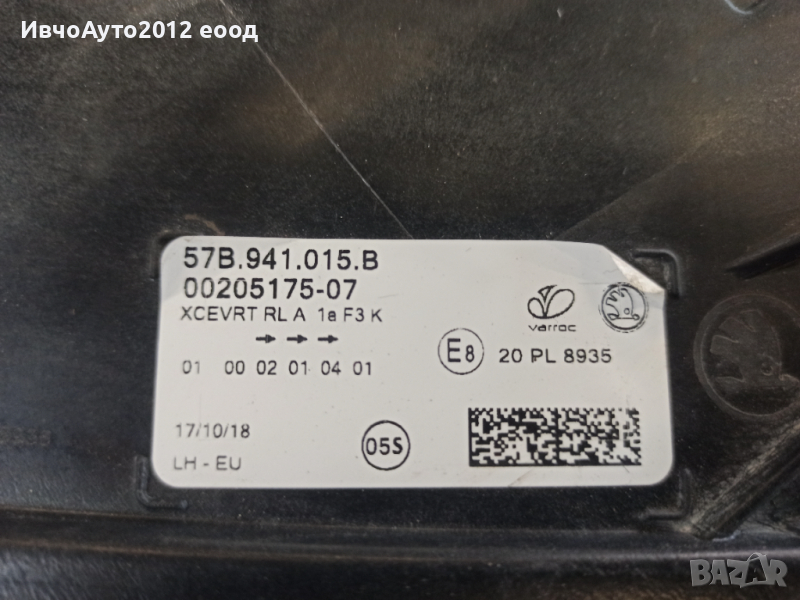 ИвчоАуто2012 еоод
57B.941.015.B
00205175-07
XCEVRT RL A 1a F3 K
01 00 02 01 04 01
varroc
E8 20 PL 8935
17/10/18
05S
LH - EU
BAZAR